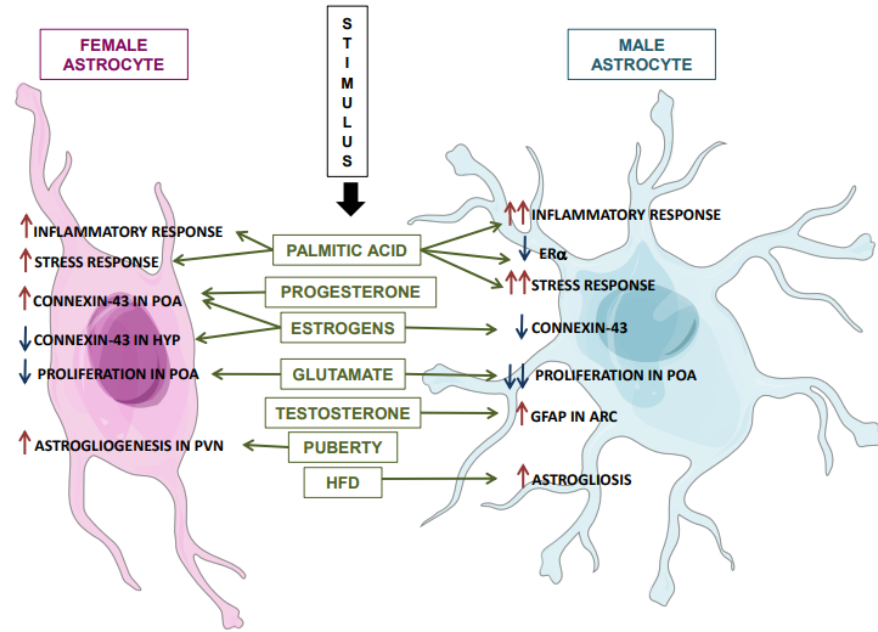 FEMALE
ASTROCYTE
STIMULUS
MALE
ASTROCYTE
↑ INFLAMMATORY RESPONSE
↑ STRESS RESPONSE
↑ CONNEXIN-43 IN POA
↓ CONNEXIN-43 IN HYP
↓ PROLIFERATION IN POA
↑ ASTROGLIOGENESIS IN PVN
PALMITIC ACID
PROGESTERONE
ESTROGENS
GLUTAMATE
TESTOSTERONE
PUBERTY
HFD
↑↑ INFLAMMATORY RESPONSE
↓ ERα
↑↑ STRESS RESPONSE
↓ CONNEXIN-43
↓↓ PROLIFERATION IN POA
↑ GFAP IN ARC
↑ ASTROGLIOSIS